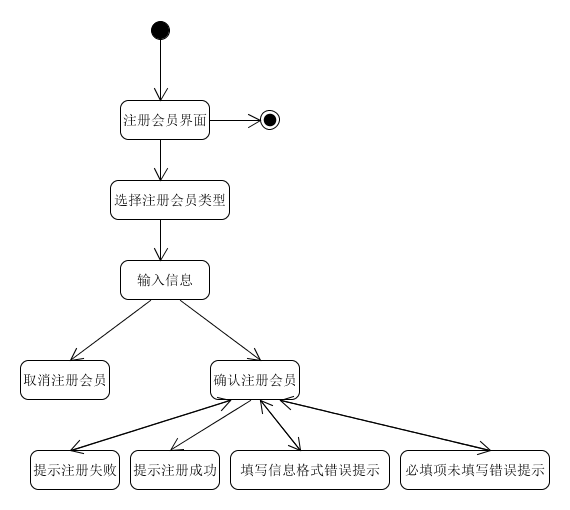 注册会员界面
选择注册会员类型
输入信息
取消注册会员
确认注册会员
提示注册失败
提示注册成功
填写信息格式错误提示
必填项未填写错误提示